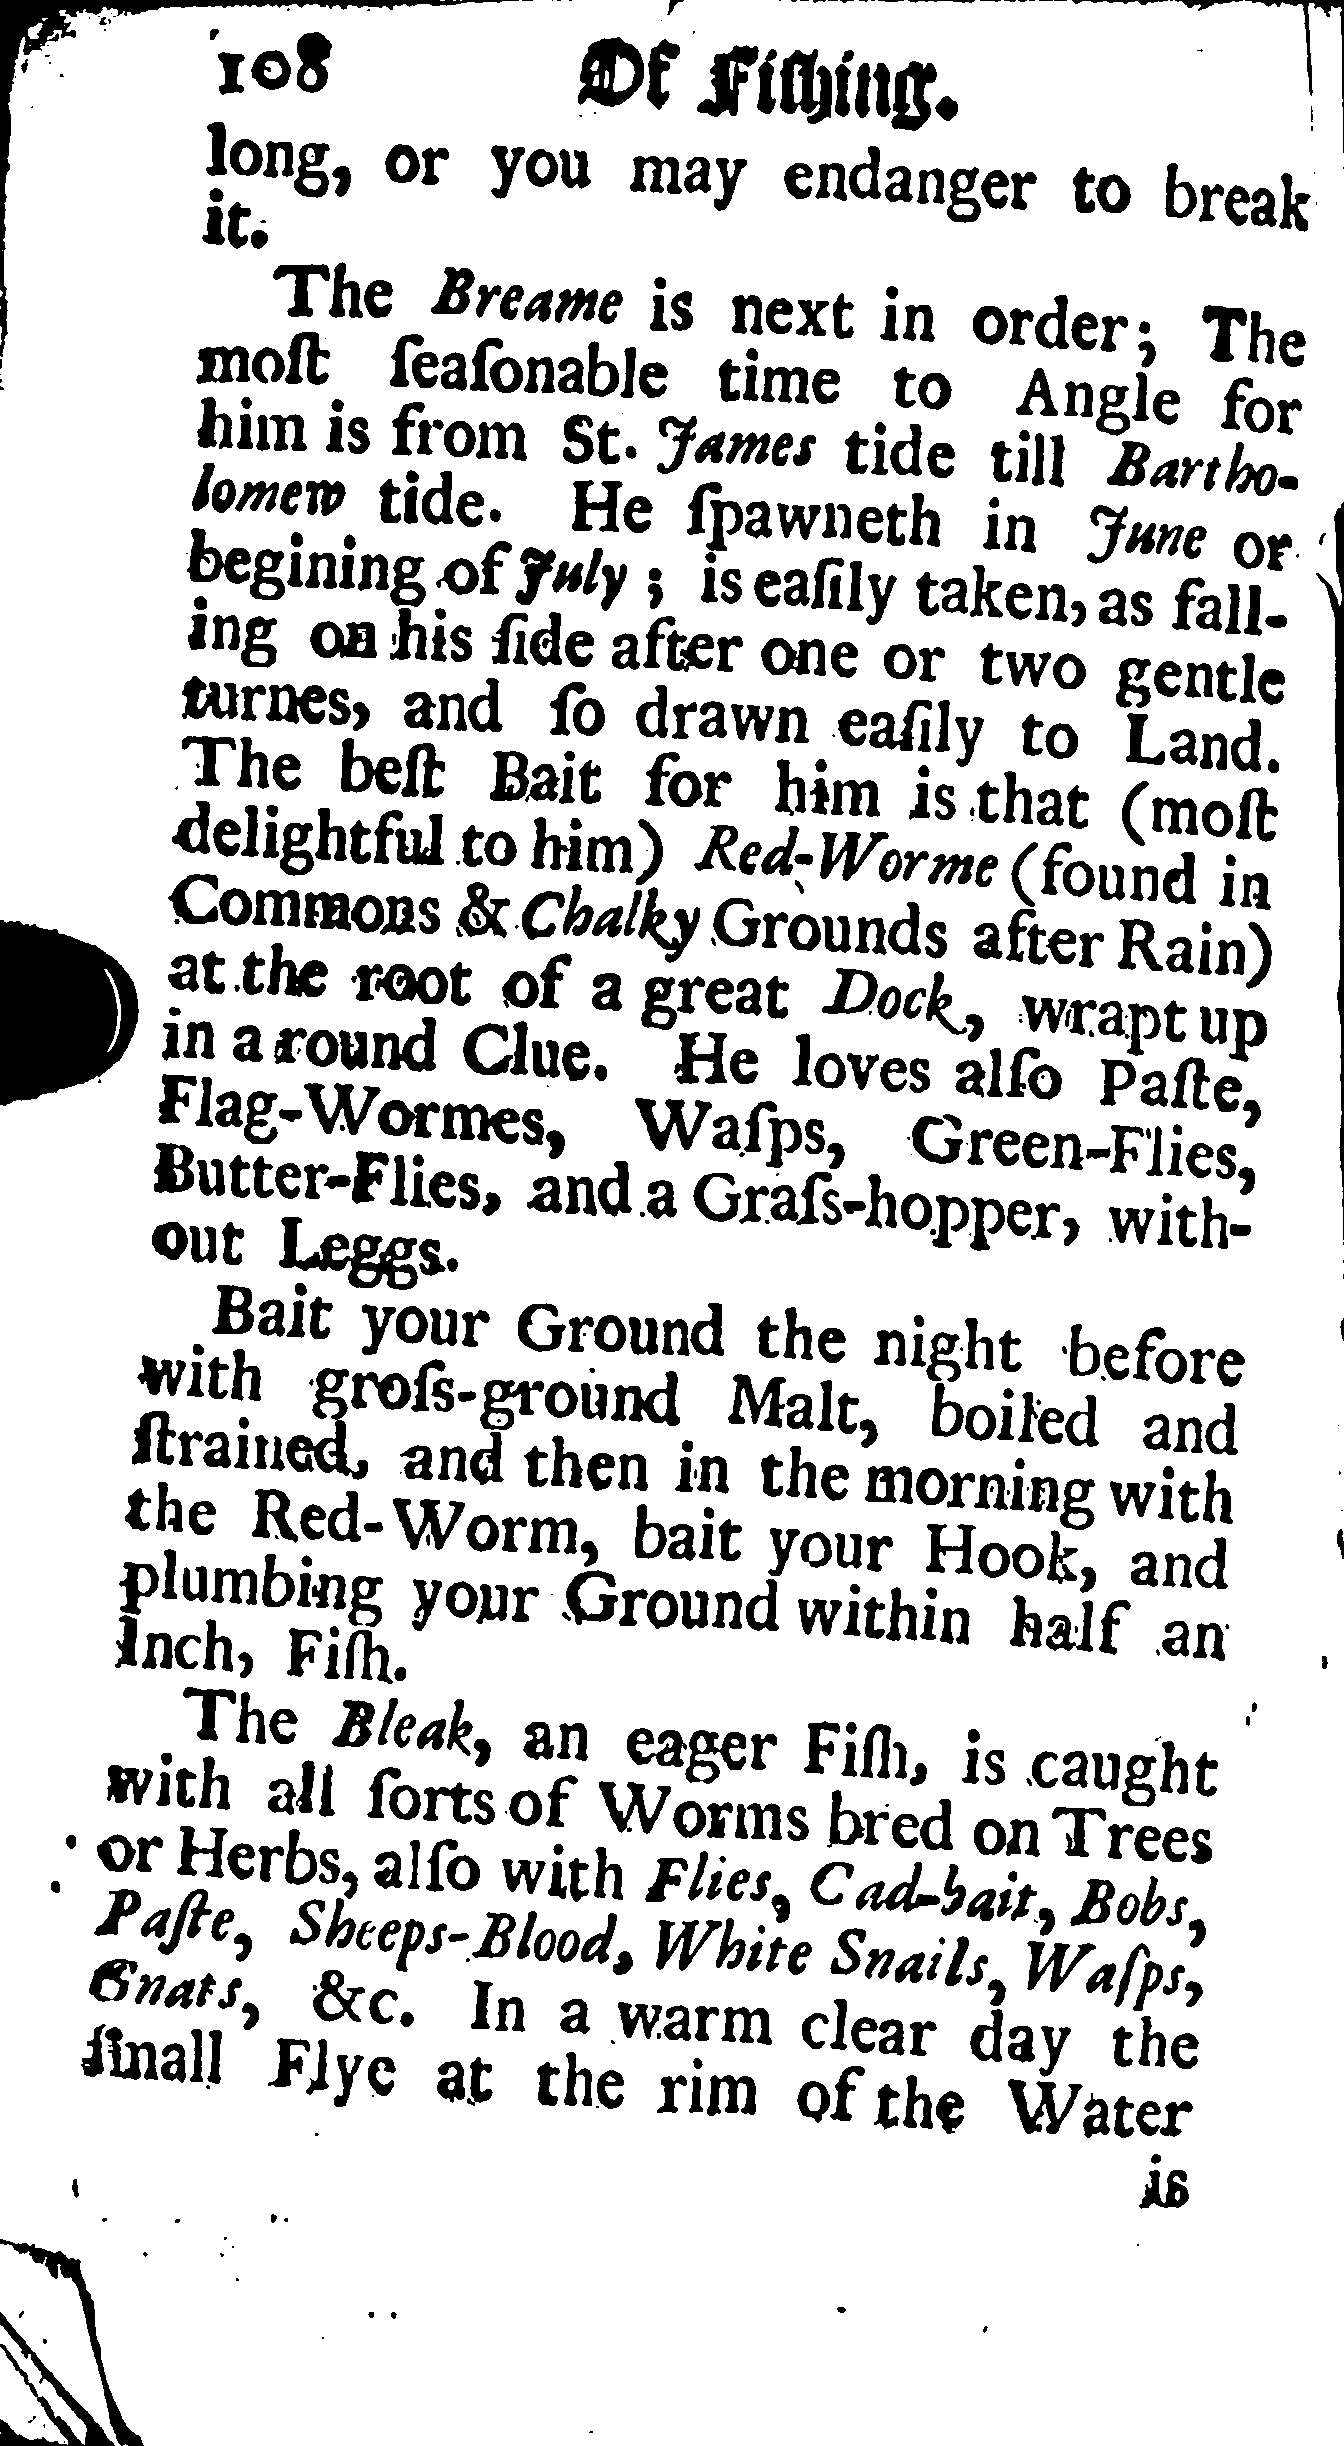 108 Of Fiſhing.
long, or you may endanger to break
it.
The Breame is next in order; The
moſt ſeaſonable time to Angle for
him is from St. James tide till Bartho-
lomew tide. He ſpawneth in June or
begining of July; is eaſily taken, as fall-
ing on his ſide after one or two gentle
turnes, and ſo drawn eaſily to Land.
The beſt Bait for him is that (moſt
delightful to him) Red-Worme (found in
Commons & Chalky Grounds after Rain)
at the root of a great Dock, wrapt up
in a round Clue. He loves alſo Paſte,
Flag-Wormes, Waſps, Green-Flies,
Butter-Flies, and a Graſs-hopper, with-
out Leggs.
Bait your Ground the night before
with groſs-ground Malt, boiled and
ſtrained, and then in the morning with
the Red-Worm, bait your Hook, and
plumbing your Ground within half an
Inch, Fiſh.
The Bleak, an eager Fiſh, is caught
with all ſorts of Worms bred on Trees
or Herbs, alſo with Flies, Cad-bait, Bobs,
Paſte, Sheeps-Blood, White Snails, Waſps,
Gnats, &c. In a warm clear day the
ſmall Flye at the rim of the Water
is